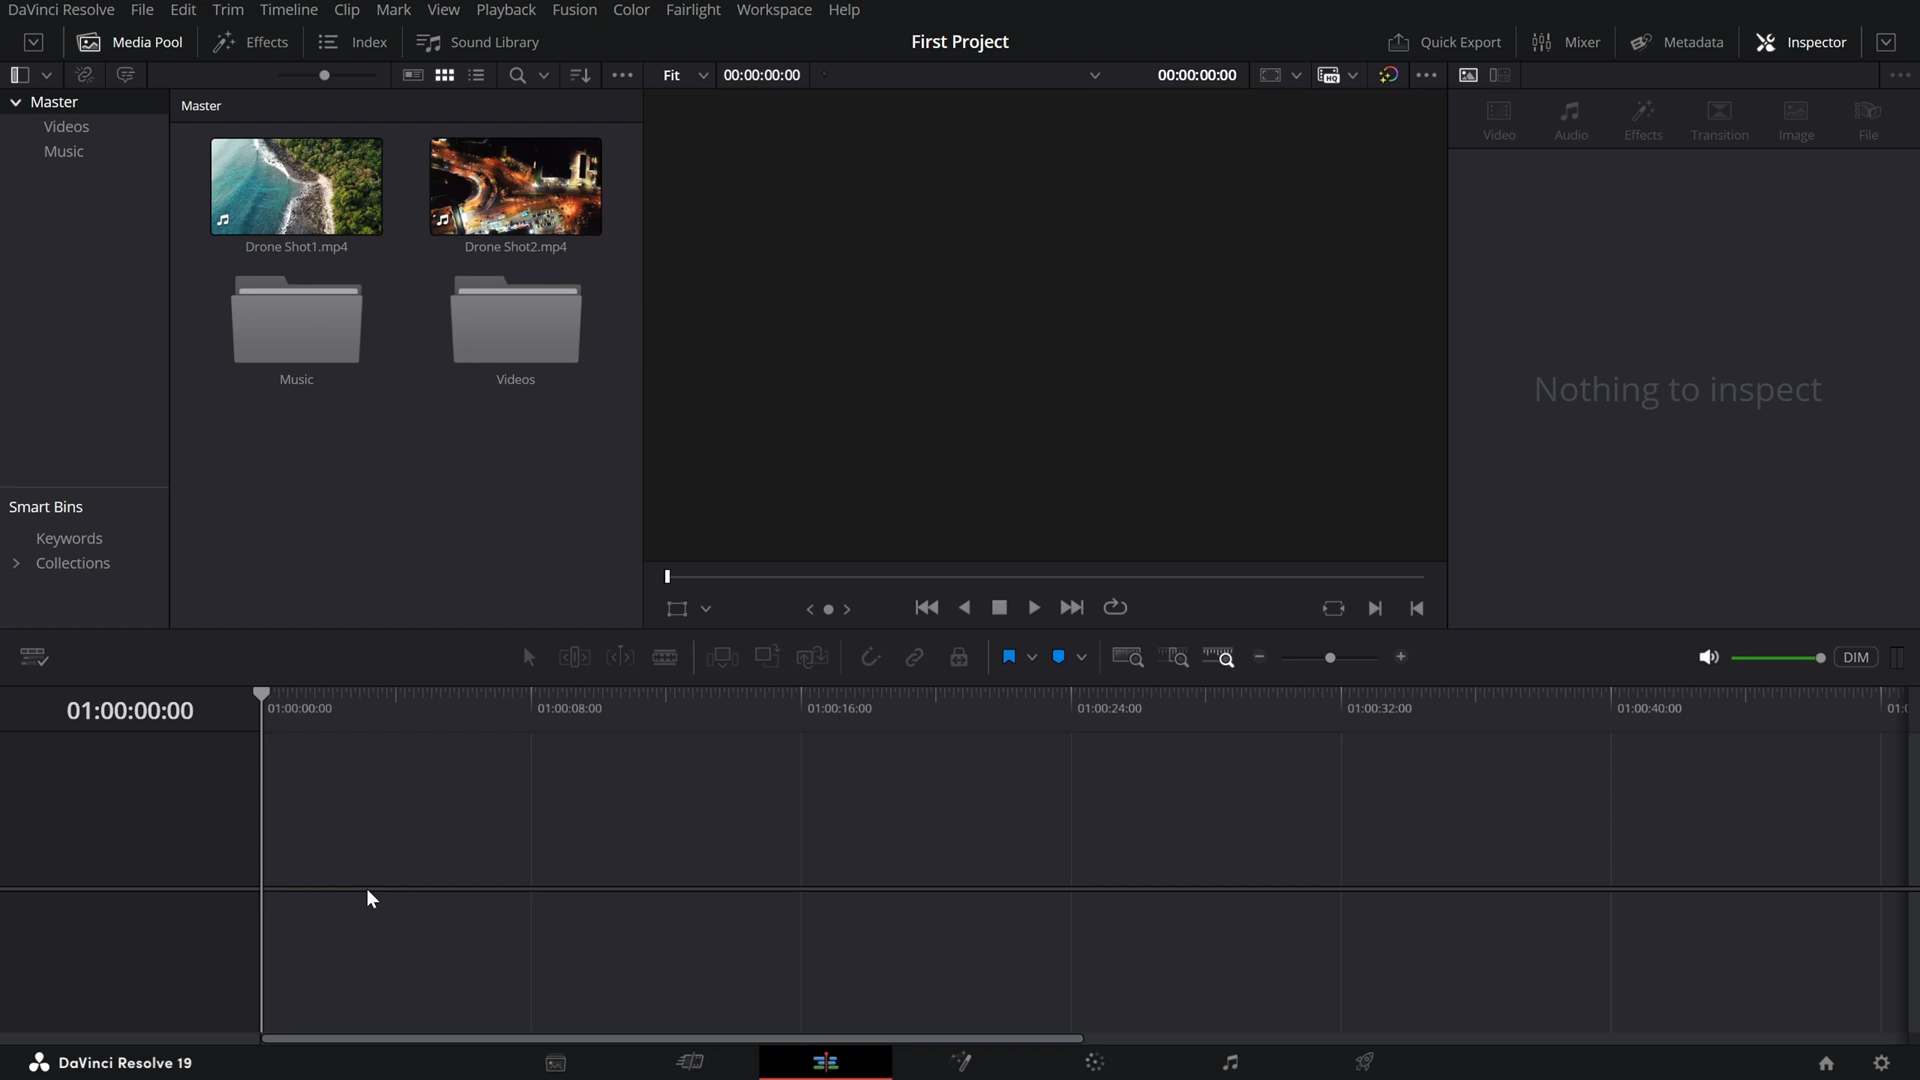 DaVinci Resolve File Edit Trim Timeline Clip Mark View Playback Fusion Color Fairlight Workspace Help
Media Pool Effects Index Sound Library First Project Quick Export Mixer Metadata Inspector
Fit 00:00:00:00 00:00:00:00
Master
Videos
Music
Master
Drone Shot1.mp4 Drone Shot2.mp4
Music Videos
Video Audio Effects Transition Image File
Nothing to inspect
Smart Bins
Keywords
Collections
DIM
01:00:00:00
01:00:00:00 01:00:08:00 01:00:16:00 01:00:24:00 01:00:32:00 01:00:40:00
DaVinci Resolve 19